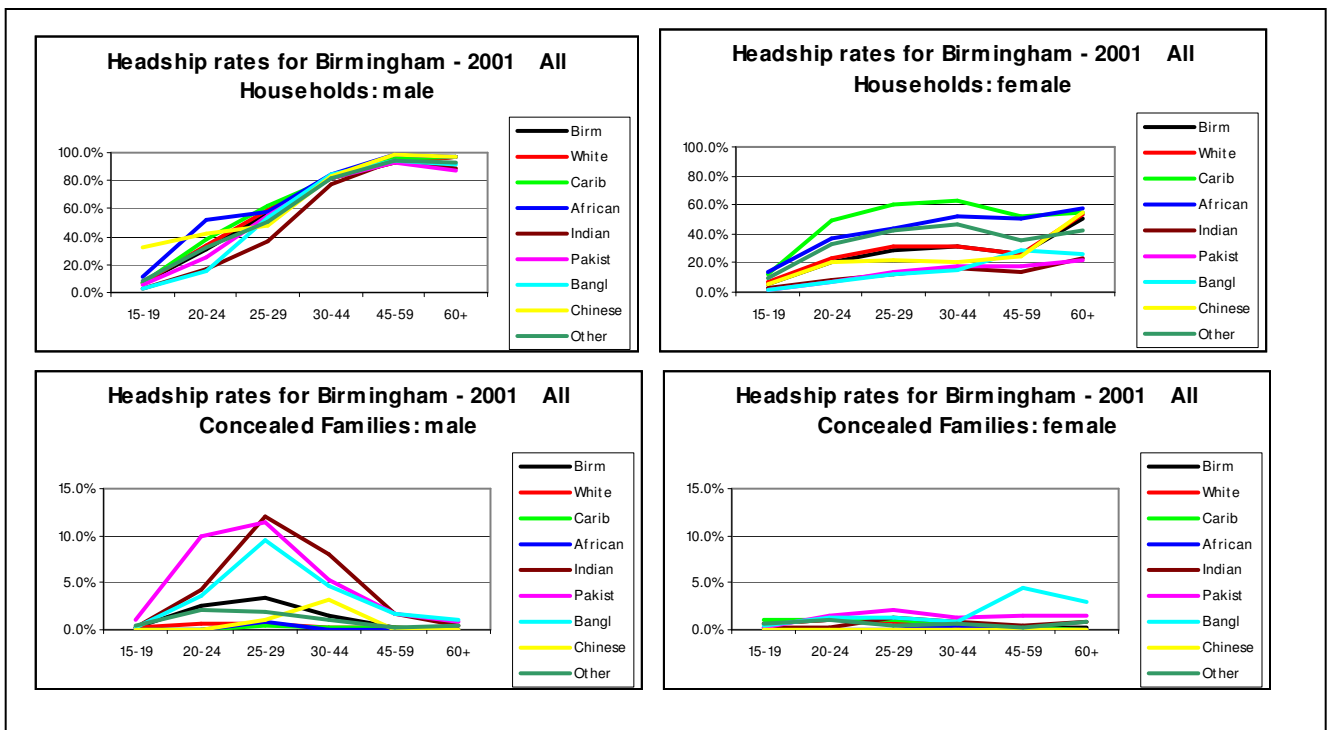 Headship rates for Birmingham - 2001 All
Households: male
100.0%
80.0%
60.0%
40.0%
20.0%
0.0%
15-19 20-24 25-29 30-44 45-59 60+
Birm
White
Carib
African
Indian
Pakist
Bangl
Chinese
Other
Headship rates for Birmingham - 2001 All
Households: female
100.0%
80.0%
60.0%
40.0%
20.0%
0.0%
15-19 20-24 25-29 30-44 45-59 60+
Birm
White
Carib
African
Indian
Pakist
Bangl
Chinese
Other
Headship rates for Birmingham - 2001 All
Concealed Families: male
15.0%
10.0%
5.0%
0.0%
15-19 20-24 25-29 30-44 45-59 60+
Birm
White
Carib
African
Indian
Pakist
Bangl
Chinese
Other
Headship rates for Birmingham - 2001 All
Concealed Families: female
15.0%
10.0%
5.0%
0.0%
15-19 20-24 25-29 30-44 45-59 60+
Birm
White
Carib
African
Indian
Pakist
Bangl
Chinese
Other